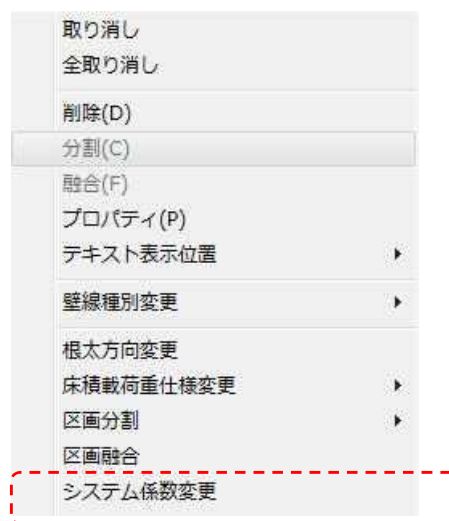 取り消し
全取り消し
削除(D)
分割(C)
融合(F)
プロパティ(P)
テキスト表示位置
壁線種別変更
根太方向変更
床積載荷重仕様変更
区画分割
区画融合
システム係数変更